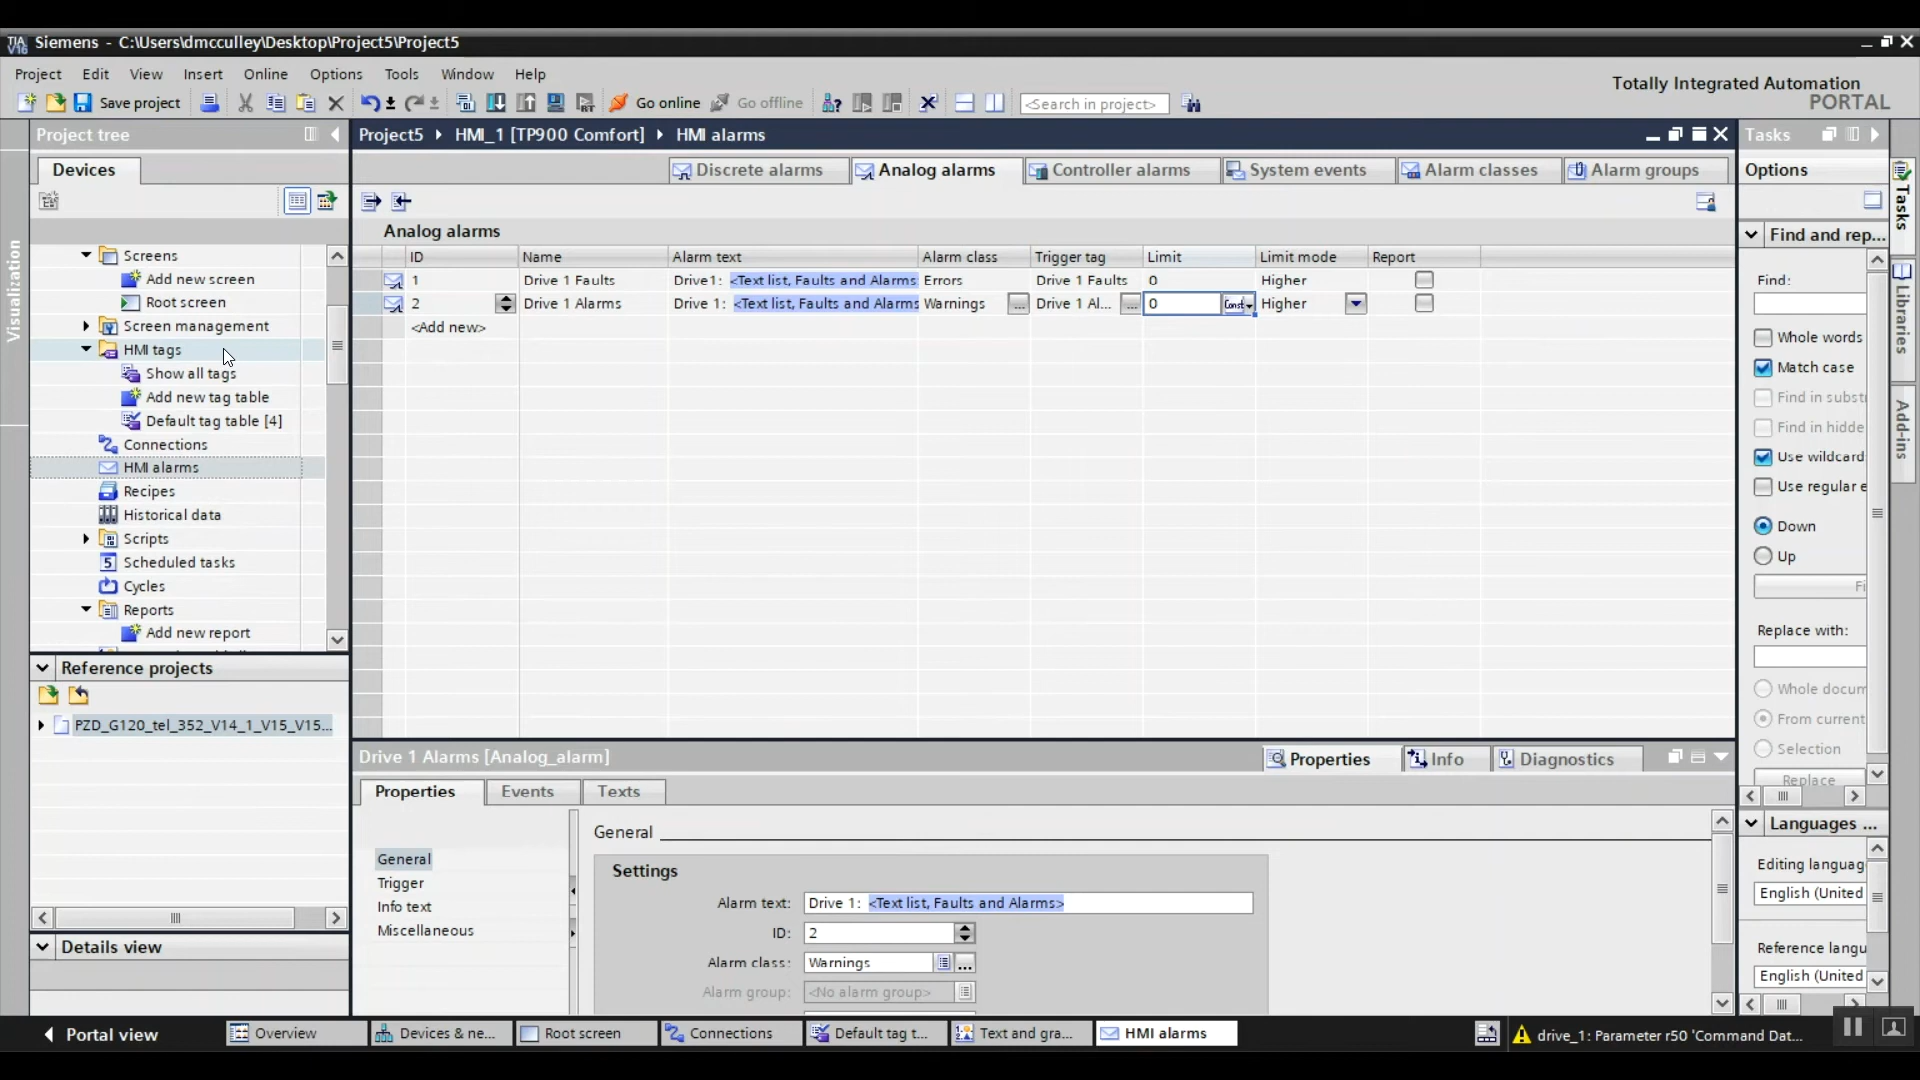 Siemens - C:\Users\dmcculley\Desktop\Project5\Project5
Project Edit View Insert Online Options Tools Window Help
Totally Integrated Automation
PORTAL
Save project Go online Go offline <Search in project>
Project tree
Project5 HMI_1 [TP900 Comfort] HMI alarms
Tasks
Devices
Discrete alarms Analog alarms Controller alarms System events Alarm classes Alarm groups
Options
Visualization
Analog alarms
ID Name Alarm text Alarm class Trigger tag Limit Limit mode Report
1 Drive 1 Faults Drive1: <Text list, Faults and Alarms Errors Drive 1 Faults 0 Higher
2 Drive 1 Alarms Drive 1: <Text list, Faults and Alarms Warnings ... Drive 1 Al... ... 0 Const Higher
<Add new>
Screens
Add new screen
Root screen
Screen management
HMI tags
Show all tags
Add new tag table
Default tag table [4]
Connections
HMI alarms
Recipes
Historical data
Scripts
Scheduled tasks
Cycles
Reports
Add new report
Reference projects
PZD_G120_tel_352_V14_1_V15_V15...
Details view
Find and rep...
Find:
Whole words
Match case
Find in subst
Find in hidde
Use wildcard
Use regular e
Down
Up
Fi
Replace with:
Whole docum
From current
Selection
Replace
Languages ...
Editing languag
English (United
Reference langu
English (United
Tasks
Libraries
Add-ins
Drive 1 Alarms [Analog_alarm]
Properties Info Diagnostics
Properties Events Texts
General
Trigger
Info text
Miscellaneous
General
Settings
Alarm text: Drive 1: <Text list, Faults and Alarms>
ID: 2
Alarm class: Warnings ...
Alarm group: <No alarm group>
Portal view Overview Devices & ne... Root screen Connections Default tag t... Text and gra... HMI alarms drive_1: Parameter r50 'Command Dat...